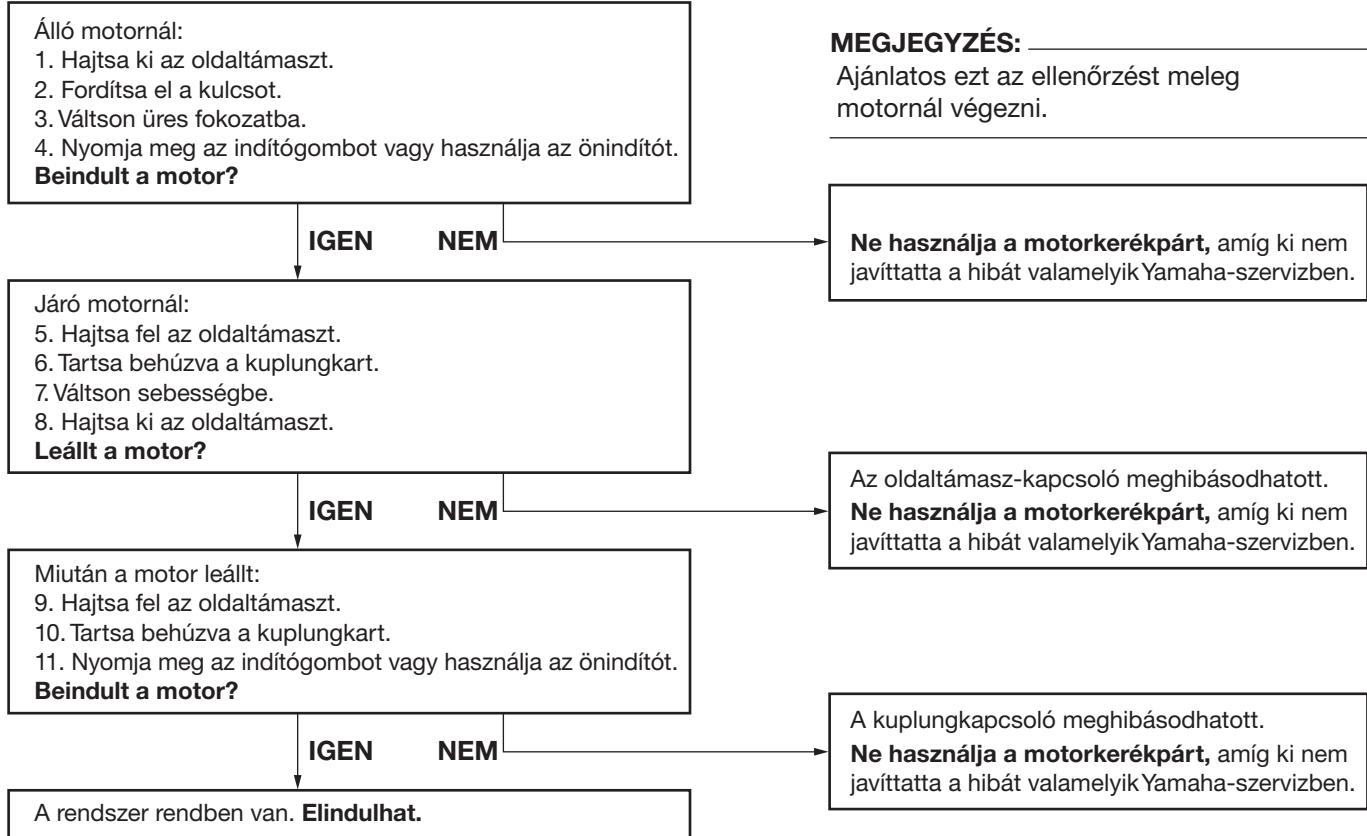 Álló motornál:
1. Hajtsa ki az oldaltámaszt.
2. Fordítsa el a kulcsot.
3. Váltson üres fokozatba.
4. Nyomja meg az indítógombot vagy használja az önindítót.
Beindult a motor?
MEGJEGYZÉS:
Ajánlatos ezt az ellenőrzést meleg
motornál végezni.
IGEN NEM
Ne használja a motorkerékpárt, amíg ki nem
javíttatta a hibát valamelyik Yamaha-szervizben.
Járó motornál:
5. Hajtsa fel az oldaltámaszt.
6. Tartsa behúzva a kuplungkart.
7. Váltson sebességbe.
8. Hajtsa ki az oldaltámaszt.
Leállt a motor?
IGEN NEM
Az oldaltámasz-kapcsoló meghibásodhatott.
Ne használja a motorkerékpárt, amíg ki nem
javíttatta a hibát valamelyik Yamaha-szervizben.
Miután a motor leállt:
9. Hajtsa fel az oldaltámaszt.
10. Tartsa behúzva a kuplungkart.
11. Nyomja meg az indítógombot vagy használja az önindítót.
Beindult a motor?
IGEN NEM
A kuplungkapcsoló meghibásodhatott.
Ne használja a motorkerékpárt, amíg ki nem
javíttatta a hibát valamelyik Yamaha-szervizben.
A rendszer rendben van. Elindulhat.